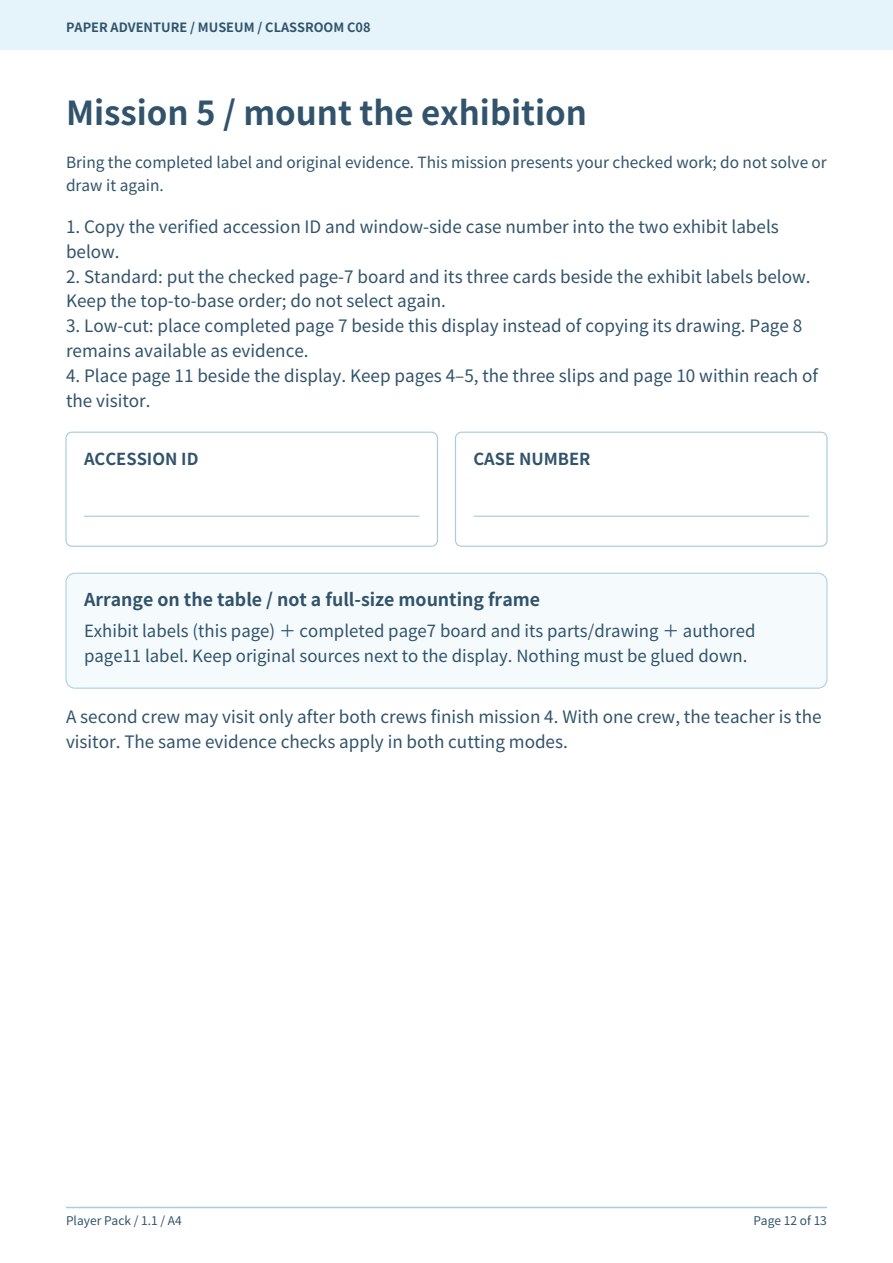 PAPER ADVENTURE / MUSEUM / CLASSROOM C08
Mission 5 / mount the exhibition
Bring the completed label and original evidence. This mission presents your checked work; do not solve or
draw it again.
1. Copy the verified accession ID and window-side case number into the two exhibit labels
below.
2. Standard: put the checked page-7 board and its three cards beside the exhibit labels below.
Keep the top-to-base order; do not select again.
3. Low-cut: place completed page 7 beside this display instead of copying its drawing. Page 8
remains available as evidence.
4. Place page 11 beside the display. Keep pages 4–5, the three slips and page 10 within reach of
the visitor.
ACCESSION ID
CASE NUMBER
Arrange on the table / not a full-size mounting frame
Exhibit labels (this page) + completed page7 board and its parts/drawing + authored
page11 label. Keep original sources next to the display. Nothing must be glued down.
A second crew may visit only after both crews finish mission 4. With one crew, the teacher is the
visitor. The same evidence checks apply in both cutting modes.
Player Pack / 1.1 / A4
Page 12 of 13